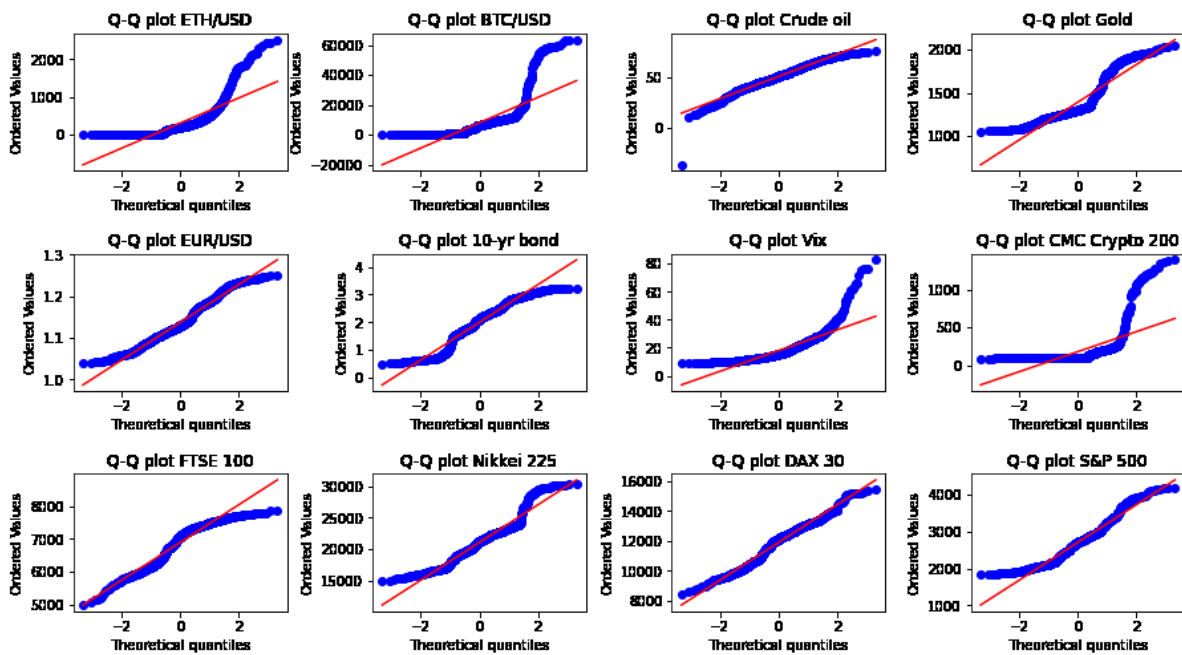 Q-Q plot ETH/USD
Ordered Values
2000
1000
0
−2 0 2
Theoretical quantiles
Q-Q plot BTC/USD
Ordered Values
60000
40000
20000
0
−20000
−2 0 2
Theoretical quantiles
Q-Q plot Crude oil
Ordered Values
50
0
−2 0 2
Theoretical quantiles
Q-Q plot Gold
Ordered Values
2000
1500
1000
−2 0 2
Theoretical quantiles
Q-Q plot EUR/USD
Ordered Values
1.3
1.2
1.1
1.0
−2 0 2
Theoretical quantiles
Q-Q plot 10-yr bond
Ordered Values
4
3
2
1
0
−2 0 2
Theoretical quantiles
Q-Q plot Vix
Ordered Values
80
60
40
20
0
−2 0 2
Theoretical quantiles
Q-Q plot CMC Crypto 200
Ordered Values
1000
500
0
−2 0 2
Theoretical quantiles
Q-Q plot FTSE 100
Ordered Values
8000
7000
6000
5000
−2 0 2
Theoretical quantiles
Q-Q plot Nikkei 225
Ordered Values
30000
25000
20000
15000
−2 0 2
Theoretical quantiles
Q-Q plot DAX 30
Ordered Values
16000
14000
12000
10000
8000
−2 0 2
Theoretical quantiles
Q-Q plot S&P 500
Ordered Values
4000
3000
2000
1000
−2 0 2
Theoretical quantiles